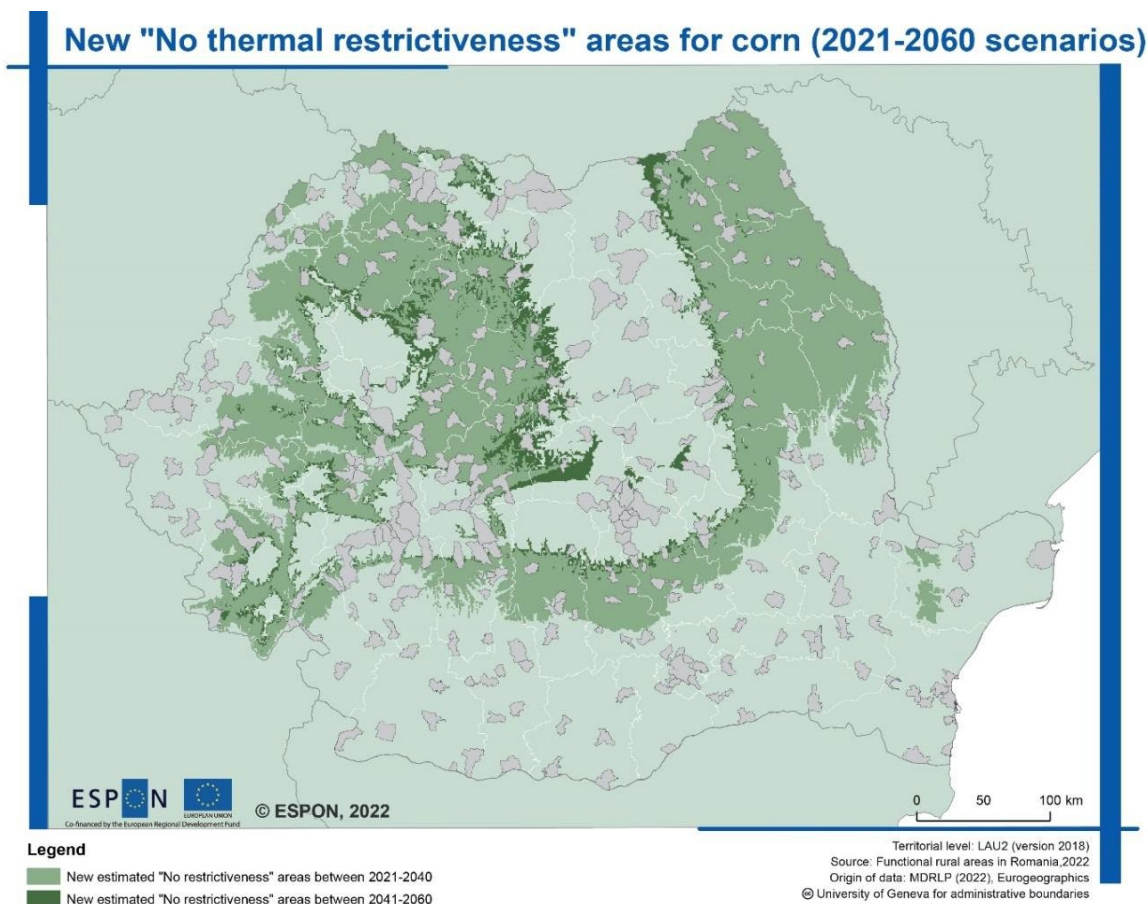 New "No thermal restrictiveness" areas for corn (2021-2060 scenarios)
ESPON
EUROPEAN UNION
Co-financed by the European Regional Development Fund
© ESPON, 2022
0 50 100 km
Legend
New estimated "No restrictiveness" areas between 2021-2040
New estimated "No restrictiveness" areas between 2041-2060
Territorial level: LAU2 (version 2018)
Source: Functional rural areas in Romania,2022
Origin of data: MDRLP (2022), Eurogeographics
© University of Geneva for administrative boundaries